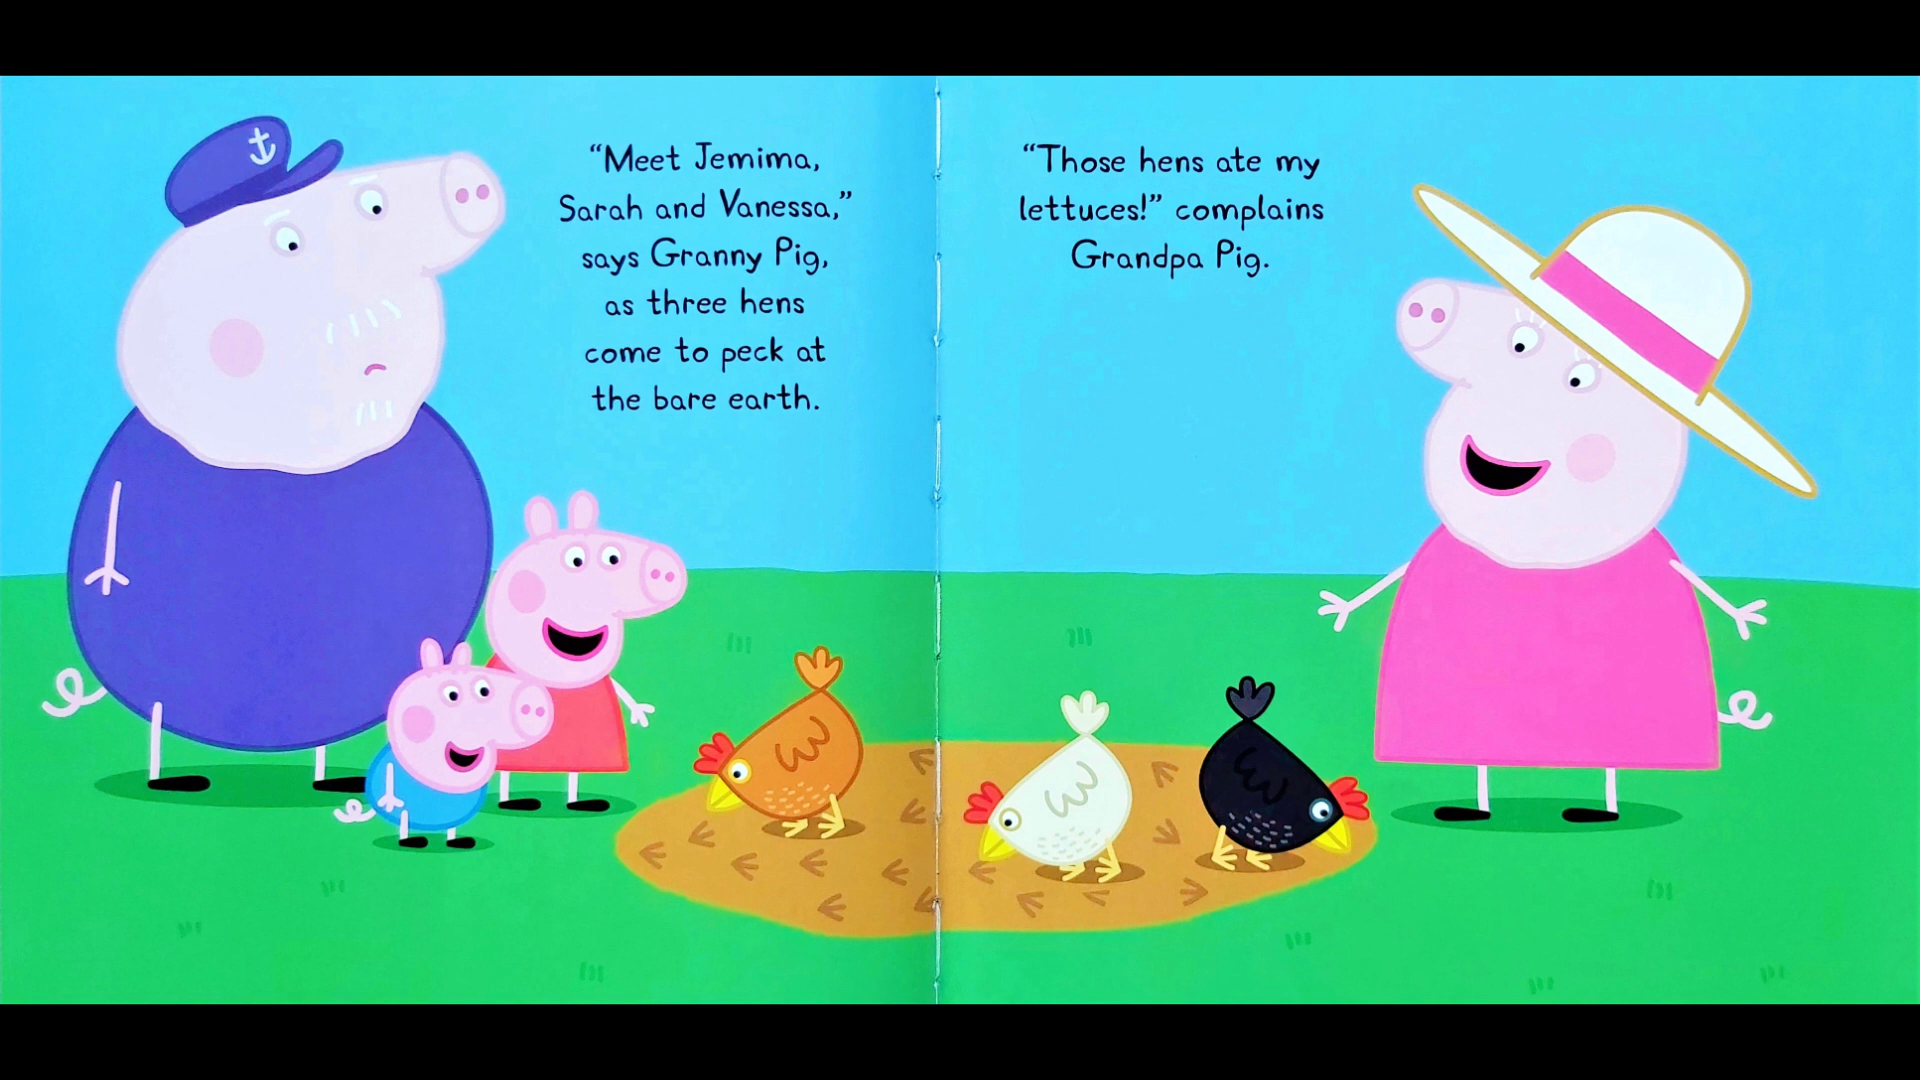 “Meet Jemima,
Sarah and Vanessa,”
says Granny Pig,
as three hens
come to peck at
the bare earth.
“Those hens ate my
lettuces!” complains
Grandpa Pig.